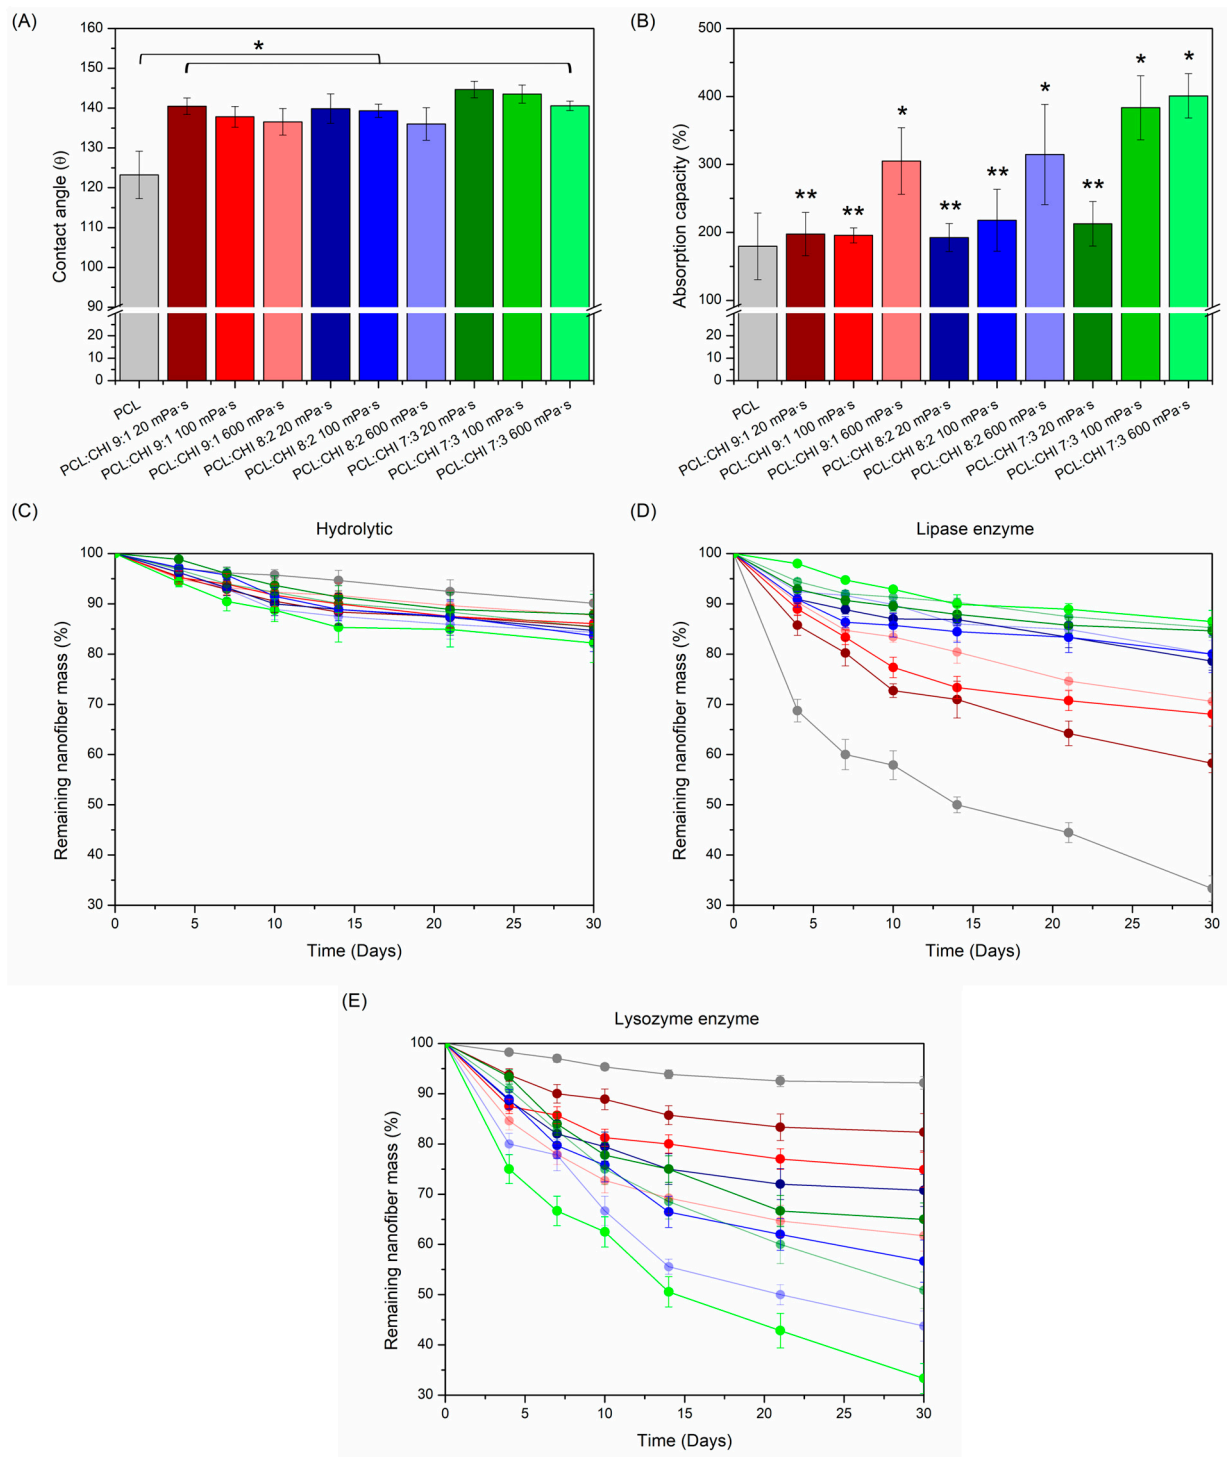 (A)
160
150
140
130
120
110
100
90
20
10
0
Contact angle (θ)
*
PCL
PCL:CHI 9:1 20 mPa·s
PCL:CHI 9:1 100 mPa·s
PCL:CHI 9:1 600 mPa·s
PCL:CHI 8:2 20 mPa·s
PCL:CHI 8:2 100 mPa·s
PCL:CHI 8:2 600 mPa·s
PCL:CHI 7:3 20 mPa·s
PCL:CHI 7:3 100 mPa·s
PCL:CHI 7:3 600 mPa·s
(B)
500
400
300
200
100
20
10
0
Absorption capacity (%)
**
**
*
**
**
*
**
*
*
PCL
PCL:CHI 9:1 20 mPa·s
PCL:CHI 9:1 100 mPa·s
PCL:CHI 9:1 600 mPa·s
PCL:CHI 8:2 20 mPa·s
PCL:CHI 8:2 100 mPa·s
PCL:CHI 8:2 600 mPa·s
PCL:CHI 7:3 20 mPa·s
PCL:CHI 7:3 100 mPa·s
PCL:CHI 7:3 600 mPa·s
(C)
Hydrolytic
100
90
80
70
60
50
40
30
Remaining nanofiber mass (%)
0 5 10 15 20 25 30
Time (Days)
(D)
Lipase enzyme
100
90
80
70
60
50
40
30
Remaining nanofiber mass (%)
0 5 10 15 20 25 30
Time (Days)
(E)
Lysozyme enzyme
100
90
80
70
60
50
40
30
Remaining nanofiber mass (%)
0 5 10 15 20 25 30
Time (Days)